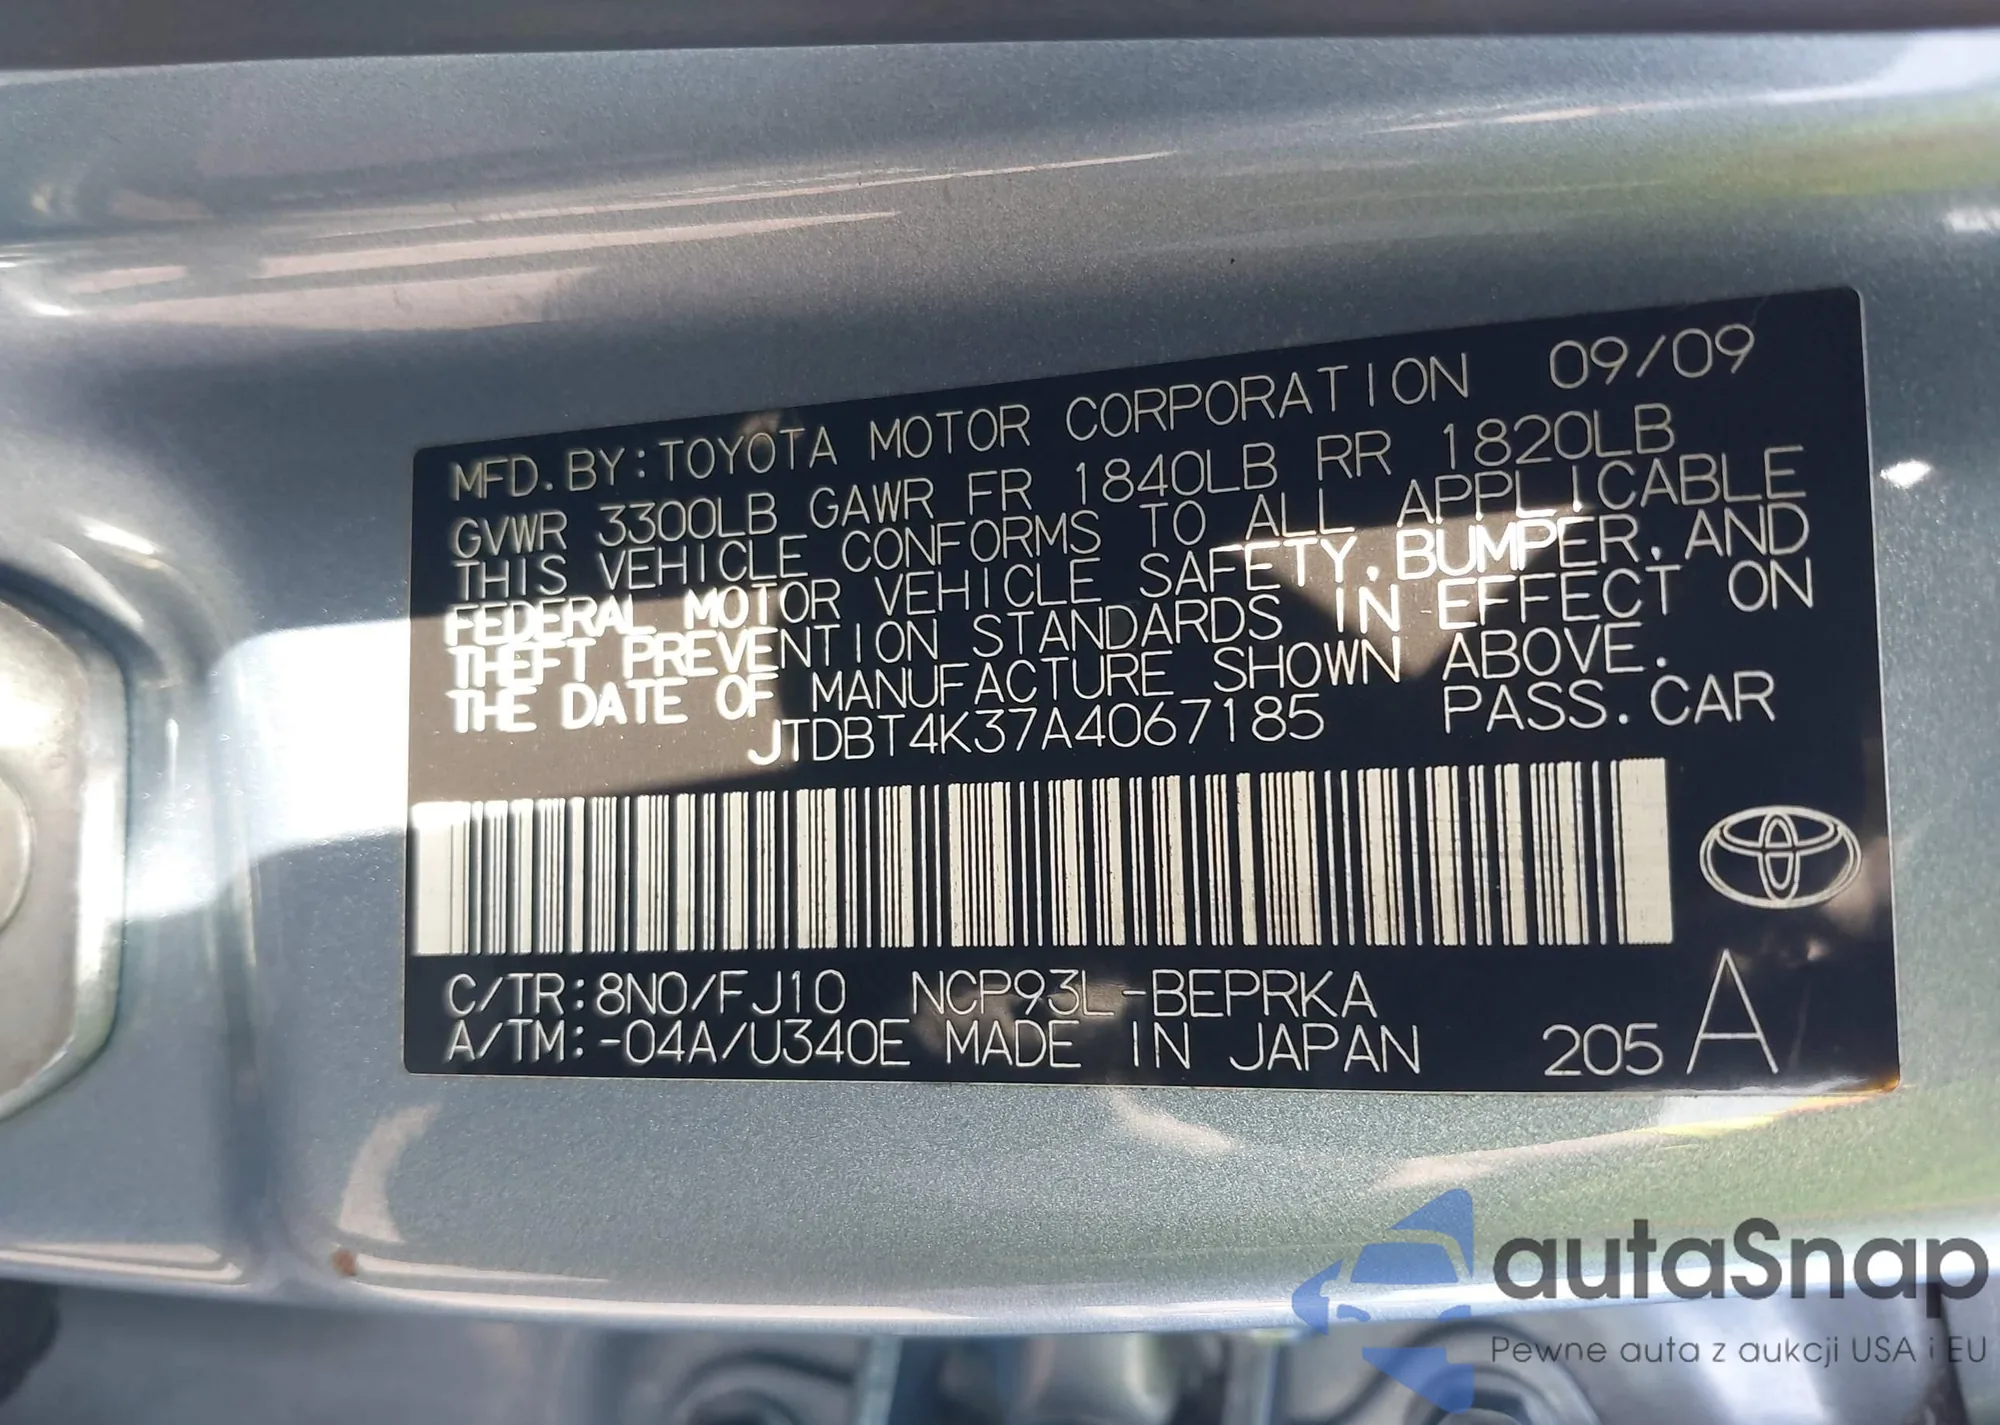 MFD. BY: TOYOTA MOTOR CORPORATION 09/09
GVWR 3300LB GAWR FR 1840LB RR 1820LB
THIS VEHICLE CONFORMS TO ALL APPLICABLE
FEDERAL MOTOR VEHICLE SAFETY, BUMPER, AND
THEFT PREVENTION STANDARDS IN EFFECT ON
THE DATE OF MANUFACTURE SHOWN ABOVE.
JTDBT4K37A4067185 PASS. CAR
C/TR: 8N0/FJ10 NCP93L-BEPRKA
A/TM: -04A/U340E MADE IN JAPAN 205 A
autaSnap
Pewne auta z aukcji USA i EU